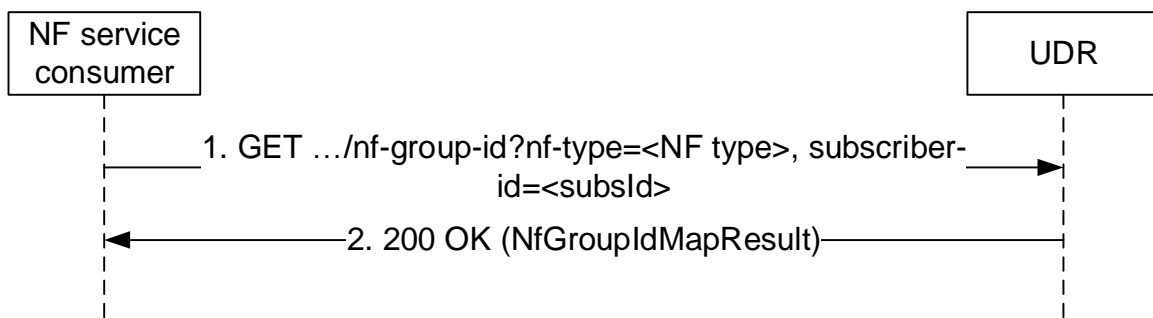 NF service
consumer
UDR
1. GET …/nf-group-id?nf-type=<NF type>, subscriber-
id=<subsId>
2. 200 OK (NfGroupIdMapResult)